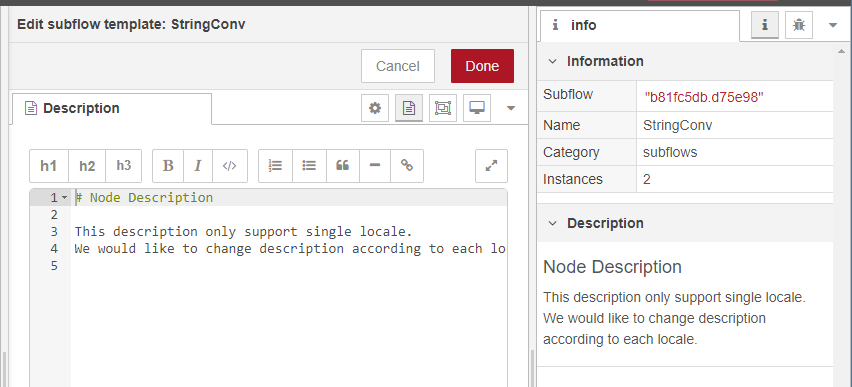 Edit subflow template: StringConv
Cancel
Done
Description
h1
h2
h3
B
I
</>
1
# Node Description
2
3
This description only support single locale.
4
We would like to change description according to each lo
5
i
info
i
Information
Subflow
"b81fc5db.d75e98"
Name
StringConv
Category
subflows
Instances
2
Description
Node Description
This description only support single locale.
We would like to change description
according to each locale.